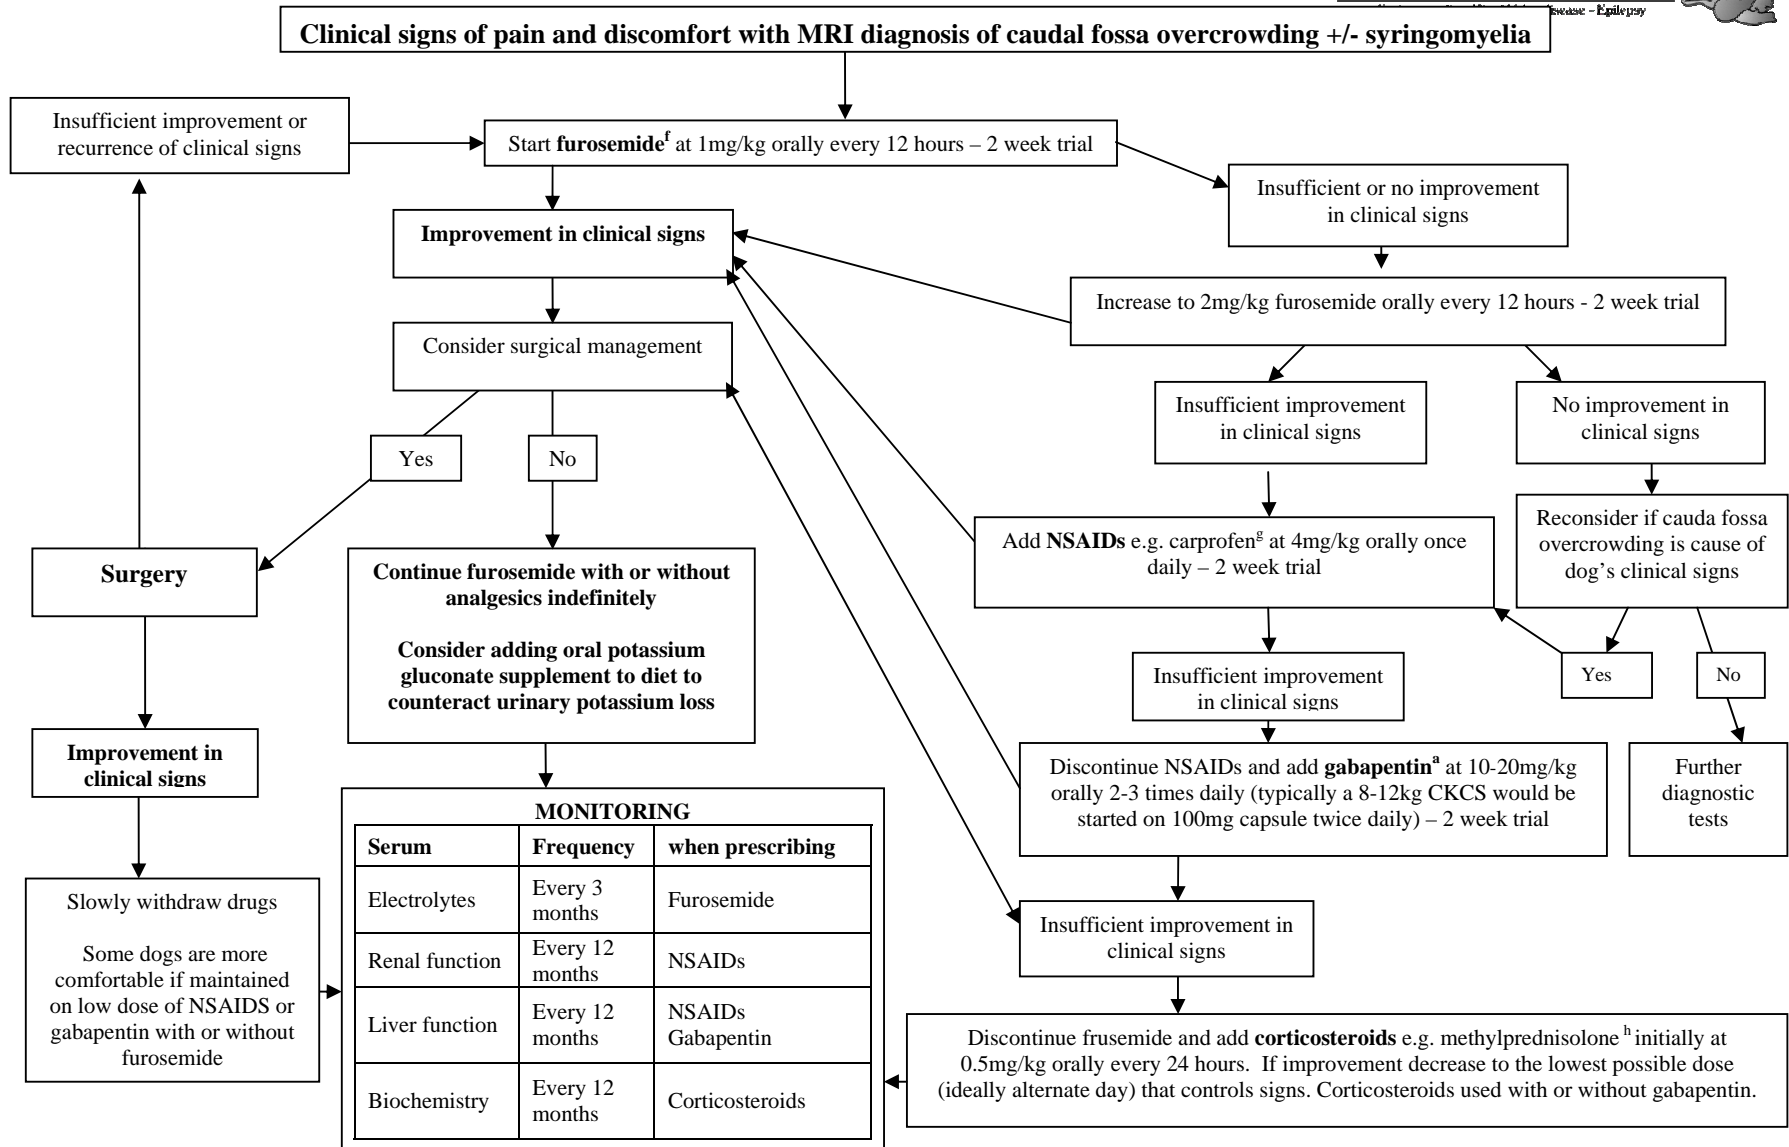 disease - Epilepsy
Clinical signs of pain and discomfort with MRI diagnosis of caudal fossa overcrowding +/- syringomyelia
Insufficient improvement or
recurrence of clinical signs
Start furosemideᶠ at 1mg/kg orally every 12 hours – 2 week trial
Insufficient or no improvement
in clinical signs
Improvement in clinical signs
Increase to 2mg/kg furosemide orally every 12 hours - 2 week trial
Consider surgical management
Insufficient improvement
in clinical signs
No improvement in
clinical signs
Yes
No
Add NSAIDs e.g. carprofenᵍ at 4mg/kg orally once
daily – 2 week trial
Reconsider if cauda fossa
overcrowding is cause of
dog's clinical signs
Surgery
Continue furosemide with or without
analgesics indefinitely
Consider adding oral potassium
gluconate supplement to diet to
counteract urinary potassium loss
Insufficient improvement
in clinical signs
Yes
No
Improvement in
clinical signs
Discontinue NSAIDs and add gabapentinᵃ at 10-20mg/kg
orally 2-3 times daily (typically a 8-12kg CKCS would be
started on 100mg capsule twice daily) – 2 week trial
Further
diagnostic
tests
MONITORING
Serum Frequency when prescribing
Electrolytes Every 3 months Furosemide
Renal function Every 12 months NSAIDs
Liver function Every 12 months NSAIDs Gabapentin
Biochemistry Every 12 months Corticosteroids
Slowly withdraw drugs
Some dogs are more
comfortable if maintained
on low dose of NSAIDS or
gabapentin with or without
furosemide
Insufficient improvement in
clinical signs
Discontinue frusemide and add corticosteroids e.g. methylprednisolone ʰ initially at
0.5mg/kg orally every 24 hours. If improvement decrease to the lowest possible dose
(ideally alternate day) that controls signs. Corticosteroids used with or without gabapentin.